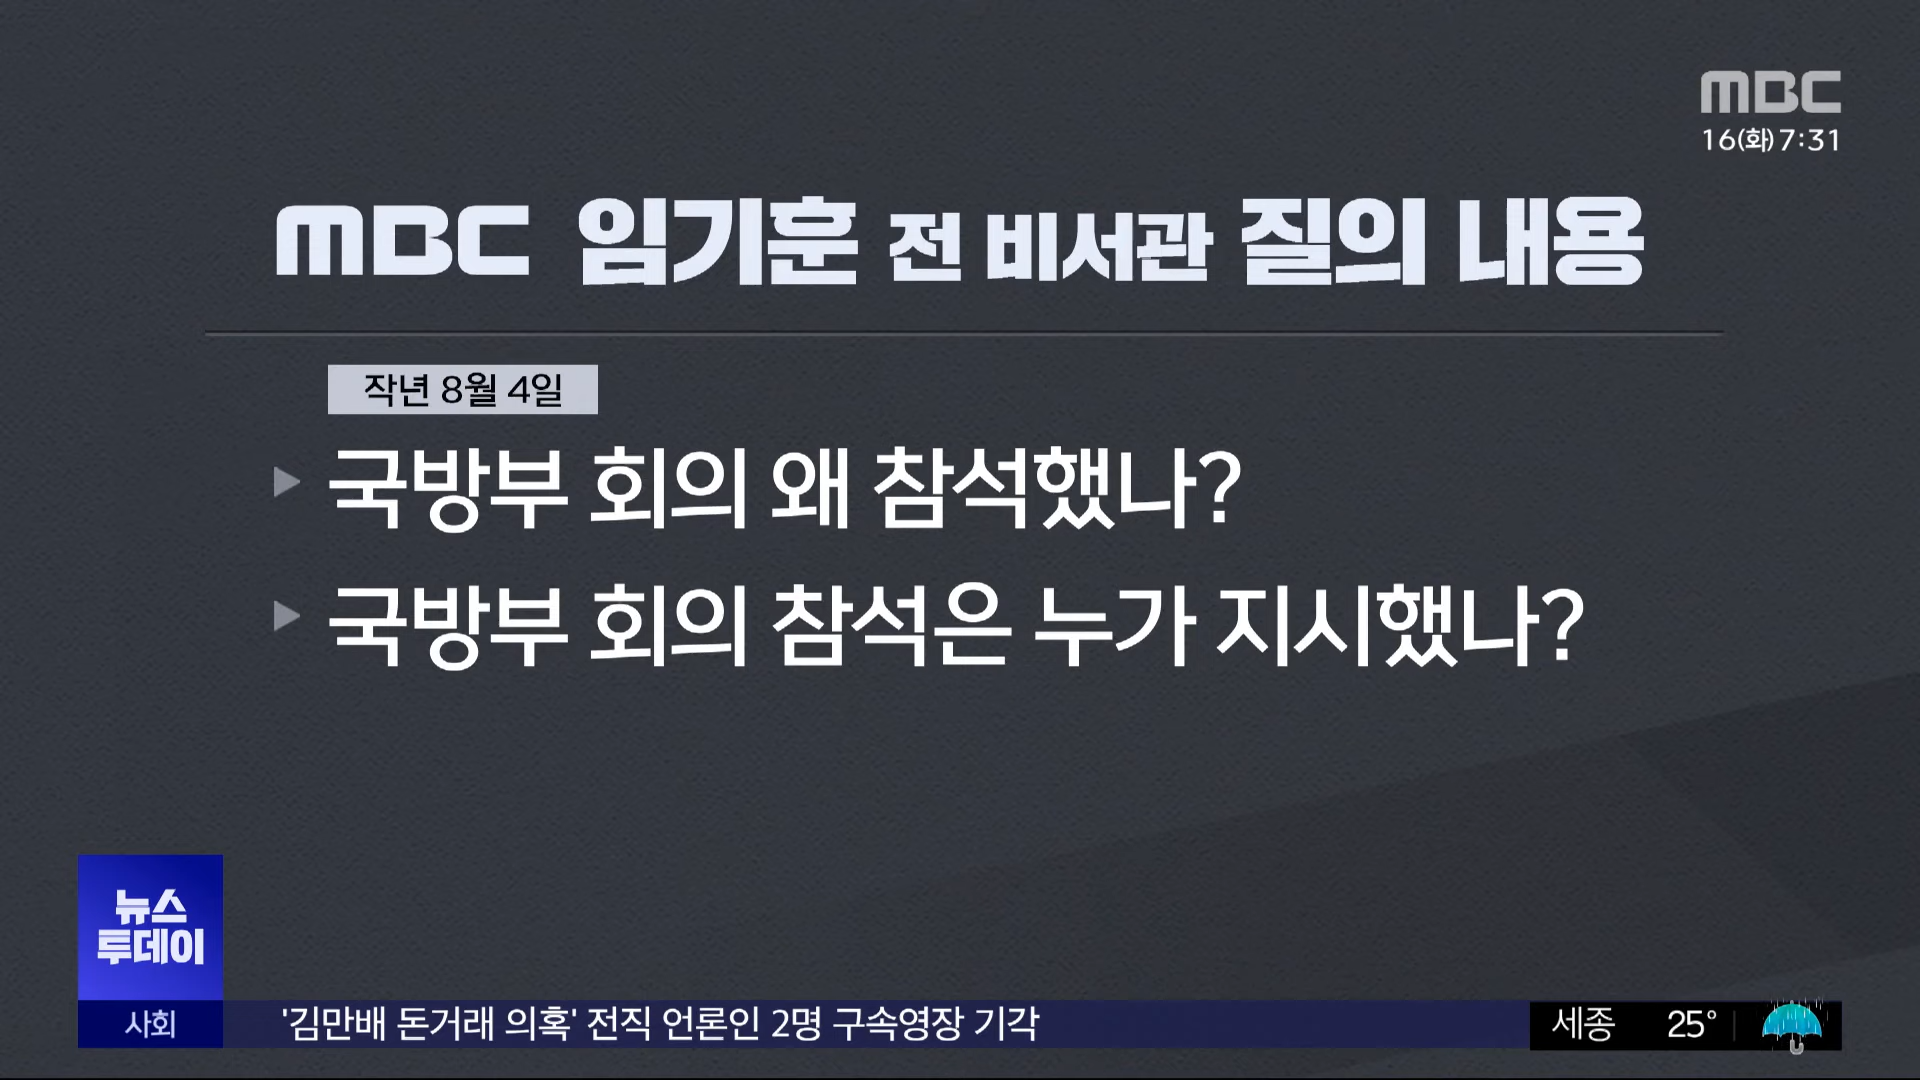 MBC
16(화)7:31
MBC 임기훈 전 비서관 질의 내용
작년 8월 4일
▶ 국방부 회의 왜 참석했나?
▶ 국방부 회의 참석은 누가 지시했나?
뉴스
투데이
사회
'김만배 돈거래 의혹' 전직 언론인 2명 구속영장 기각
세종 25°